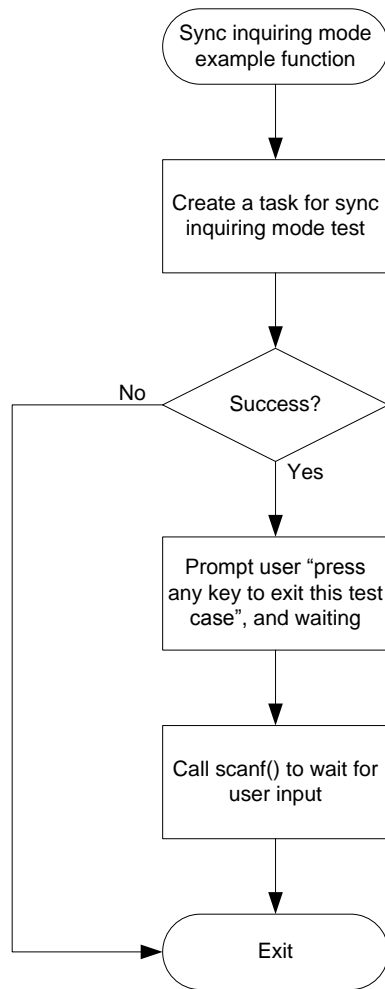 Sync inquiring mode
example function
Create a task for sync
inquiring mode test
No
Success?
Yes
Prompt user “press
any key to exit this test
case”, and waiting
Call scanf() to wait for
user input
Exit